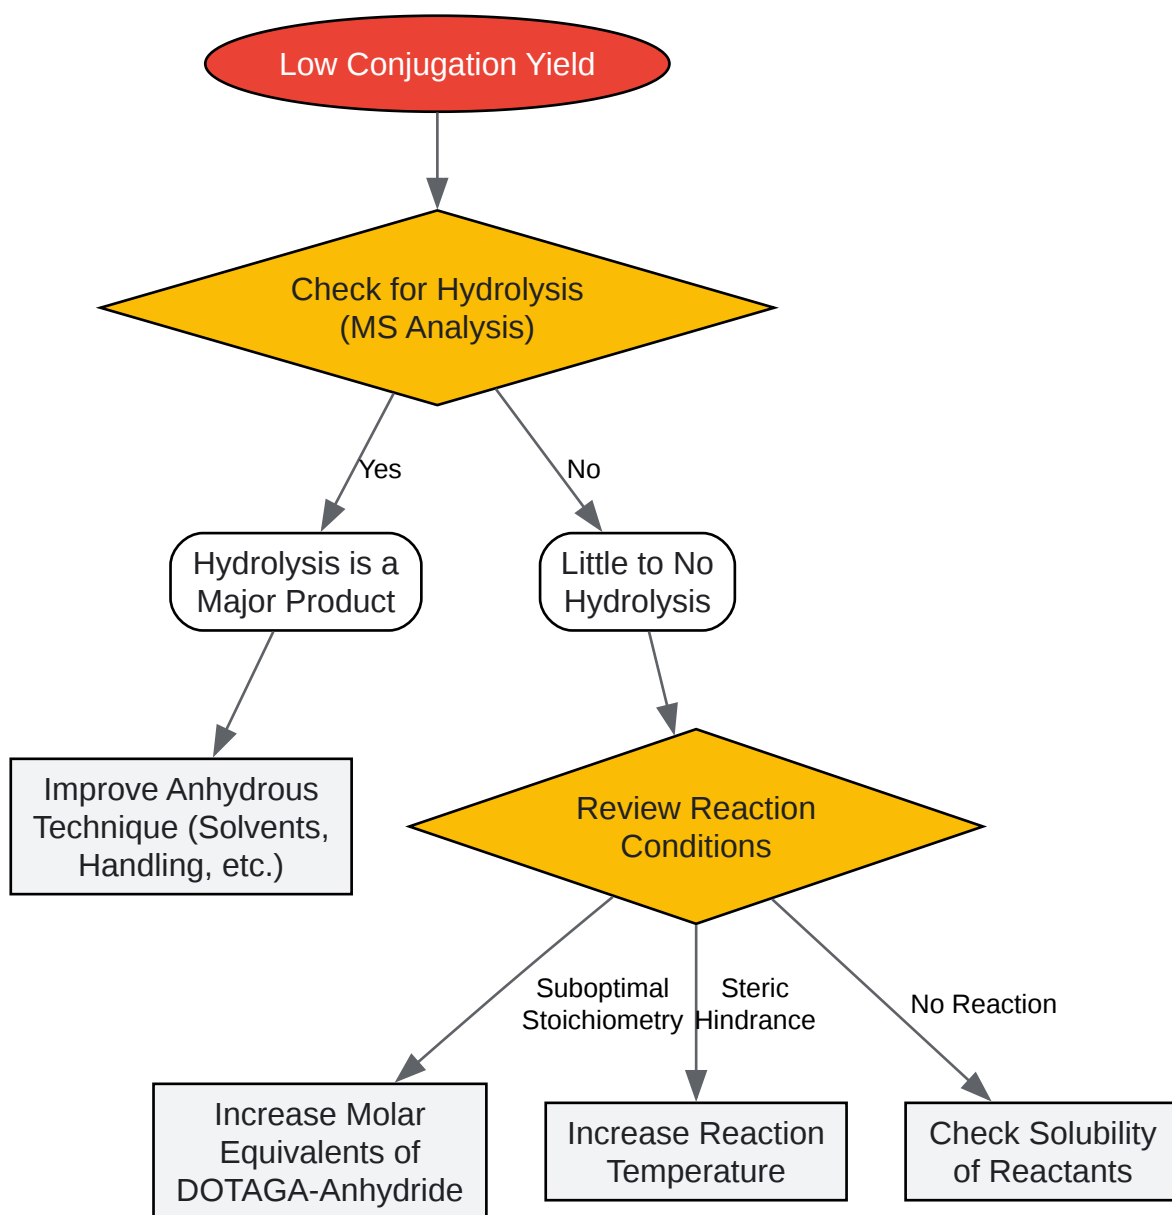 Low Conjugation Yield
Check for Hydrolysis
(MS Analysis)
Yes
No
Hydrolysis is a
Major Product
Little to No
Hydrolysis
Improve Anhydrous
Technique (Solvents,
Handling, etc.)
Review Reaction
Conditions
Suboptimal
Stoichiometry
Steric
Hindrance
No Reaction
Increase Molar
Equivalents of
DOTAGA-Anhydride
Increase Reaction
Temperature
Check Solubility
of Reactants